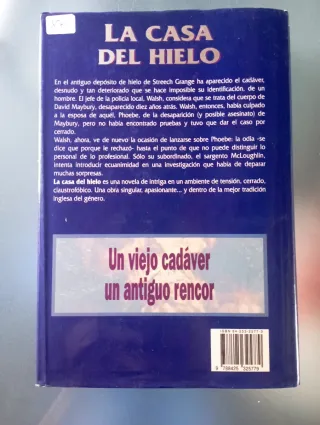 LA CASA
DEL HIELO
En el antiguo depósito de hielo de Streech Grange ha aparecido el cadáver,
desnudo y tan deteriorado que se hace imposible su identificación, de un
hombre. El jefe de la policía local, Walsh, considera que se trata del cuerpo de
David Maybury, desaparecido diez años atrás. Walsh, entonces, había culpado
a la esposa de aquél, Phoebe, de la desaparición (y posible asesinato) de
Maybury, pero no había encontrado pruebas y tuvo que dar el caso por
cerrado.
Walsh, ahora, ve de nuevo la ocasión de lanzarse sobre Phoebe: la odia -se
dice que porque le rechazó- hasta el punto de que no puede distinguir lo
personal de lo profesional. Sólo su subordinado, el sargento McLoughlin,
intenta introducir ecuanimidad en una investigación que había de deparar
muchas sorpresas.
La casa del hielo es una novela de intriga en un ambiente de tensión, cerrado,
claustrofóbico. Una obra singular, apasionante... y dentro de la mejor tradición
inglesa del género.
Un viejo cadáver
un antiguo rencor